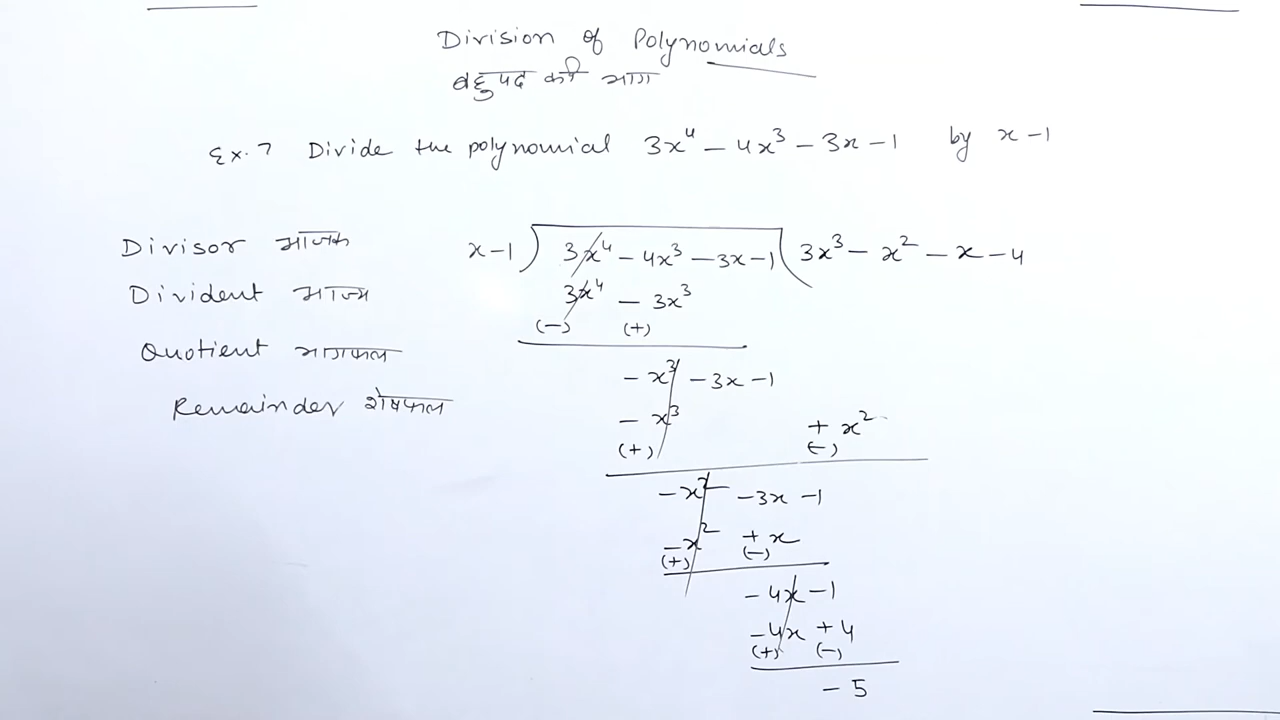 Division of Polynomials
बहुपद की भाग
Ex. 7 Divide the polynomial 3x⁴ − 4x³ − 3x − 1 by x − 1
Divisor भाजक
Divident भाज्य
Quotient भागफल
Remainder शेषफल
x − 1 ) 3x⁴ − 4x³ − 3x − 1 ( 3x³ − x² − x − 4
3x⁴ − 3x³
(−) (+)
− x³ − 3x − 1
− x³ + x²
(+) (−)
− x² − 3x − 1
− x² + x
(+) (−)
− 4x − 1
− 4x + 4
(+) (−)
− 5